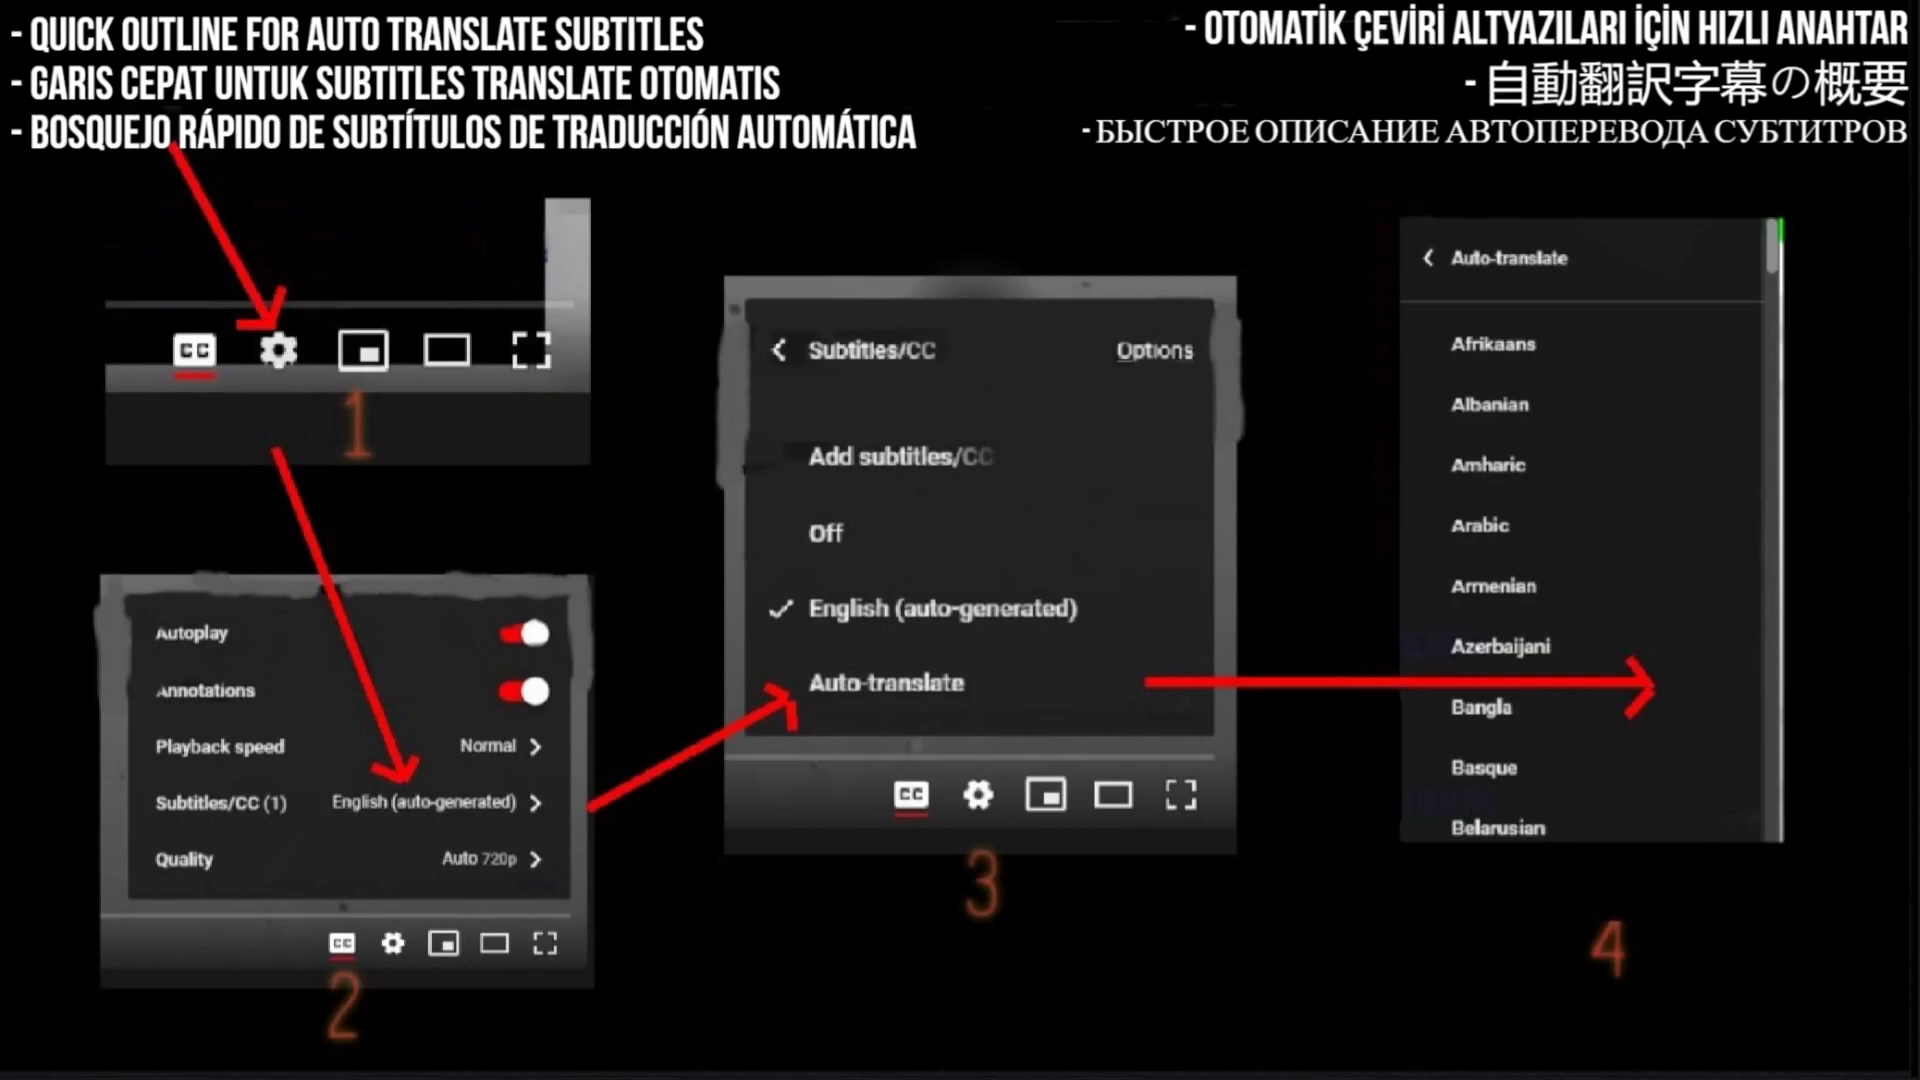 - QUICK OUTLINE FOR AUTO TRANSLATE SUBTITLES
- GARIS CEPAT UNTUK SUBTITLES TRANSLATE OTOMATIS
- BOSQUEJO RÁPIDO DE SUBTÍTULOS DE TRADUCCIÓN AUTOMÁTICA
- OTOMATİK ÇEVİRİ ALTYAZILARI İÇİN HIZLI ANAHTAR
- 自動翻訳字幕の概要
- БЫСТРОЕ ОПИСАНИЕ АВТОПЕРЕВОДА СУБТИТРОВ
CC
1
Autoplay
Annotations
Playback speed Normal
Subtitles/CC (1) English (auto-generated)
Quality Auto 720p
CC
2
Subtitles/CC Options
Add subtitles/CC
Off
English (auto-generated)
Auto-translate
CC
3
Auto-translate
Afrikaans
Albanian
Amharic
Arabic
Armenian
Azerbaijani
Bangla
Basque
Belarusian
4